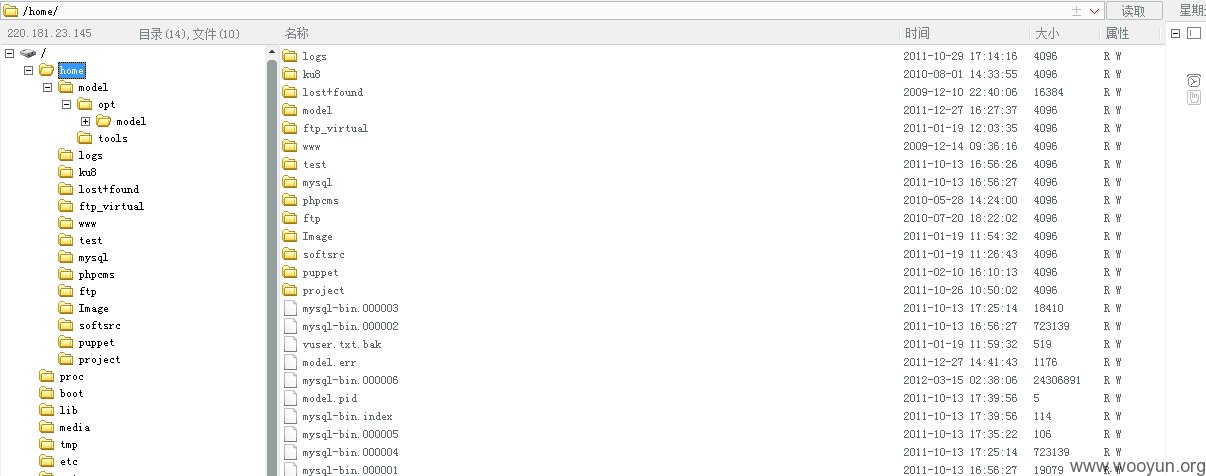 /home/ 读取 星期
220.181.23.145 目录(14),文件(10) 名称 时间 大小 属性
/
home
model
opt
model
tools
logs
ku8
lost+found
ftp_virtual
www
test
mysql
phpcms
ftp
Image
softsrc
puppet
project
proc
boot
lib
media
tmp
etc
logs 2011-10-29 17:14:16 4096 R W
ku8 2010-08-01 14:33:55 4096 R W
lost+found 2009-12-10 22:40:06 16384 R W
model 2011-12-27 16:27:37 4096 R W
ftp_virtual 2011-01-19 12:03:35 4096 R W
www 2009-12-14 09:36:16 4096 R W
test 2011-10-13 16:56:26 4096 R W
mysql 2011-10-13 16:56:27 4096 R W
phpcms 2010-05-28 14:24:00 4096 R W
ftp 2010-07-20 18:22:02 4096 R W
Image 2011-01-19 11:54:32 4096 R W
softsrc 2011-01-19 11:26:43 4096 R W
puppet 2011-02-10 16:10:13 4096 R W
project 2011-10-26 10:50:02 4096 R W
mysql-bin.000003 2011-10-13 17:25:14 18410 R W
mysql-bin.000002 2011-10-13 16:56:27 723139 R W
vuser.txt.bak 2011-01-19 11:59:32 519 R W
model.err 2011-12-27 14:41:43 1176 R W
mysql-bin.000006 2012-03-15 02:38:06 24306891 R W
model.pid 2011-10-13 17:39:56 5 R W
mysql-bin.index 2011-10-13 17:39:56 114 R W
mysql-bin.000005 2011-10-13 17:35:22 106 R W
mysql-bin.000004 2011-10-13 17:25:14 723139 R W
mysql-bin.000001 2011-10-13 16:56:27 19079 R W
www.wooyun.org